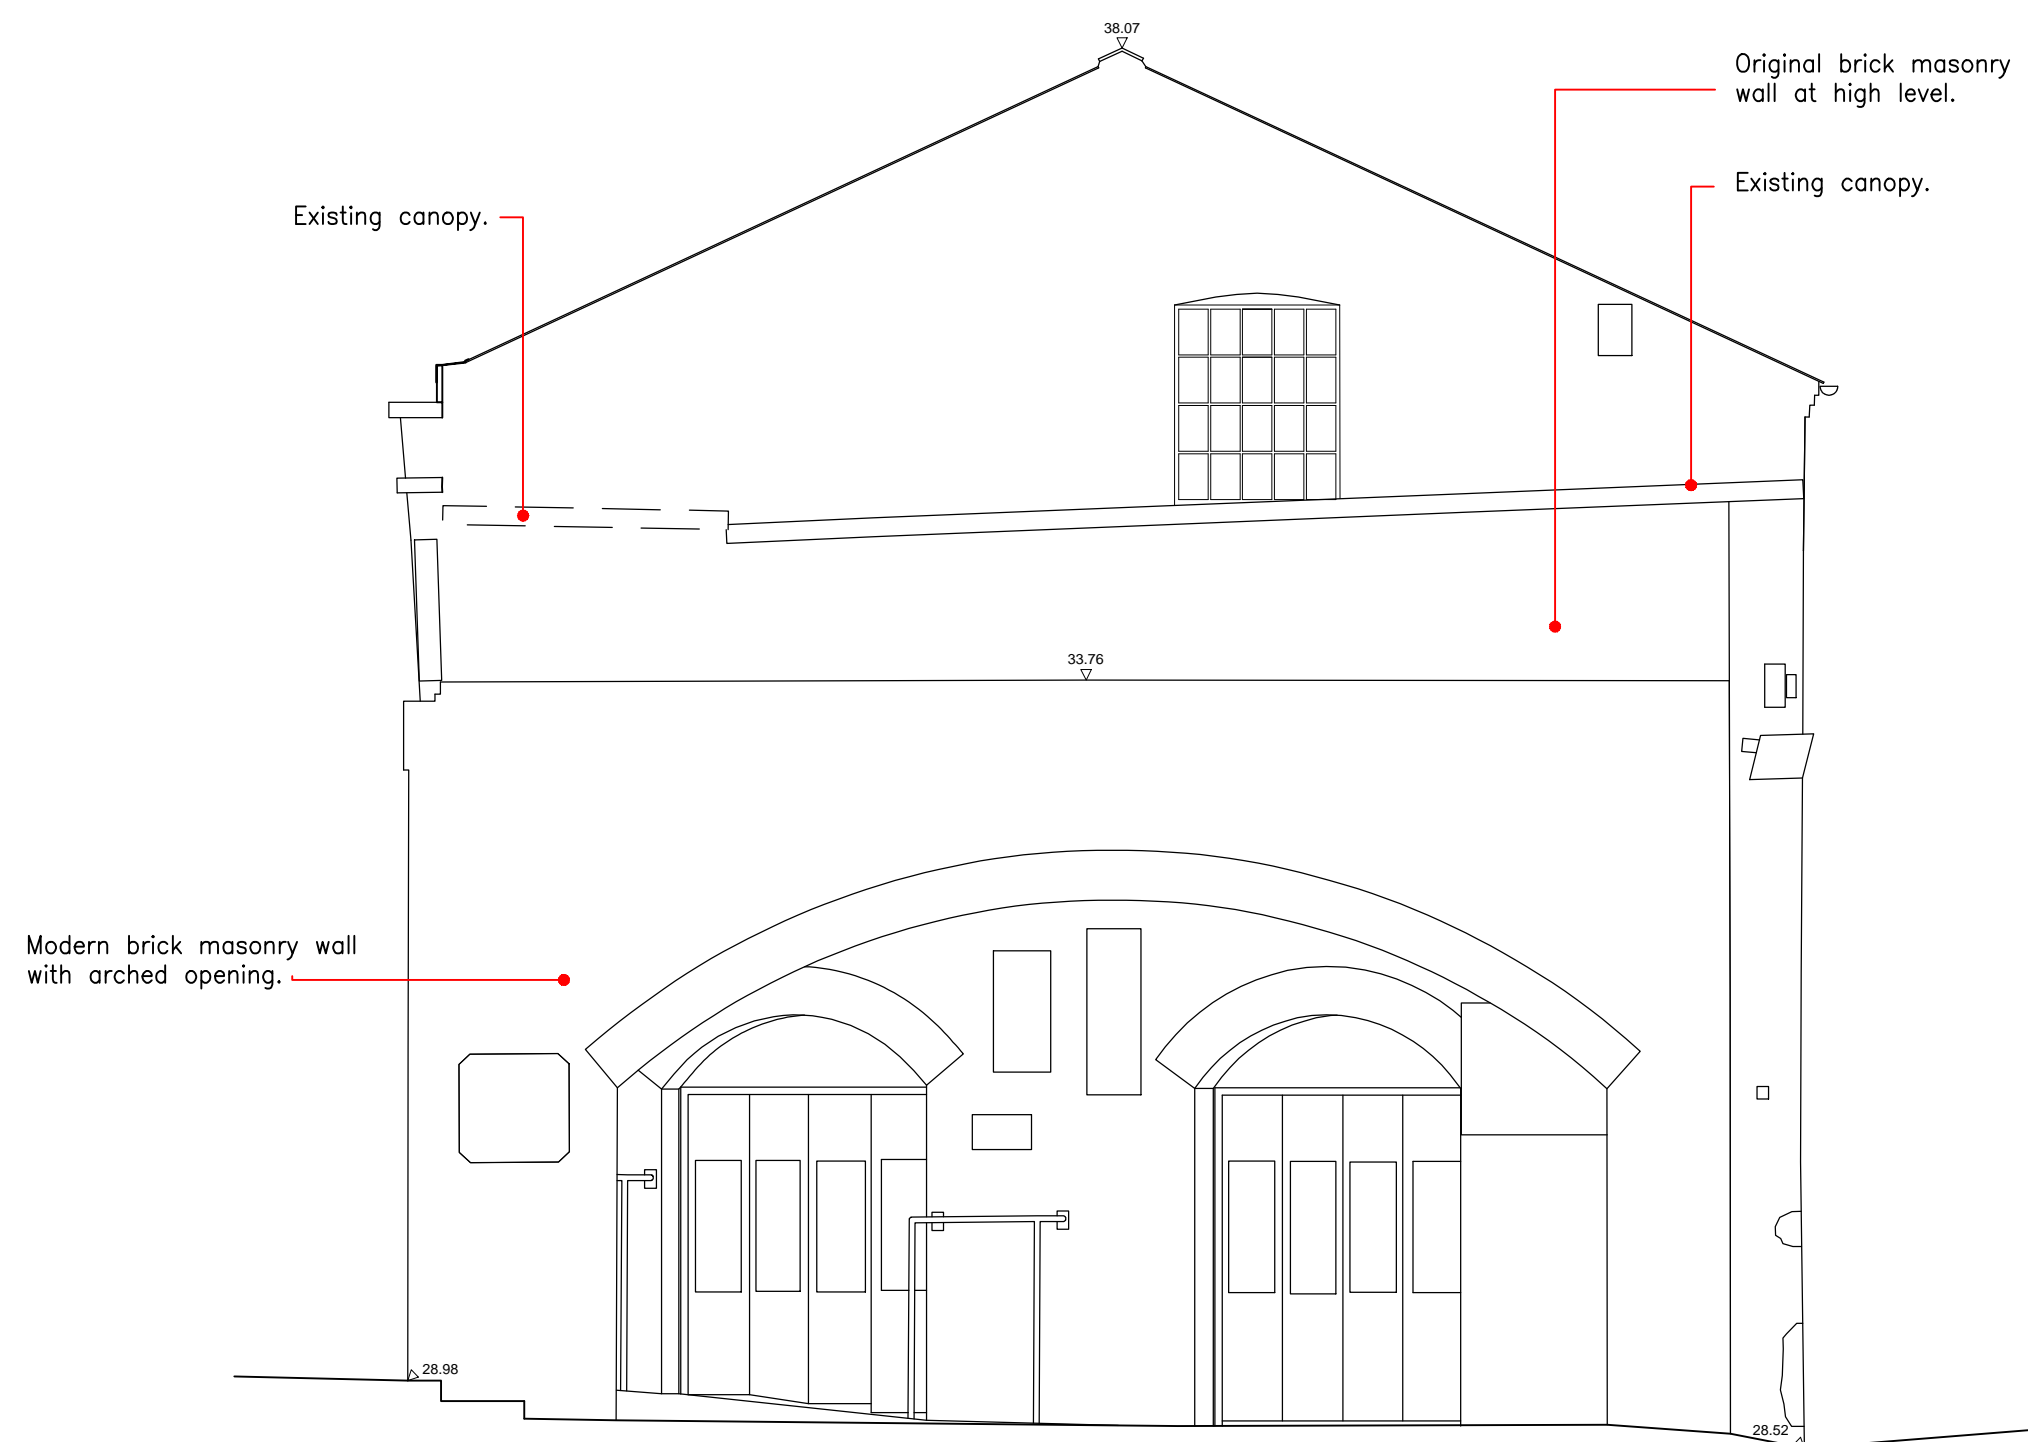 38.07
Original brick masonry
wall at high level.
Existing canopy.
Existing canopy.
33.76
Modern brick masonry wall
with arched opening.
28.98
28.52